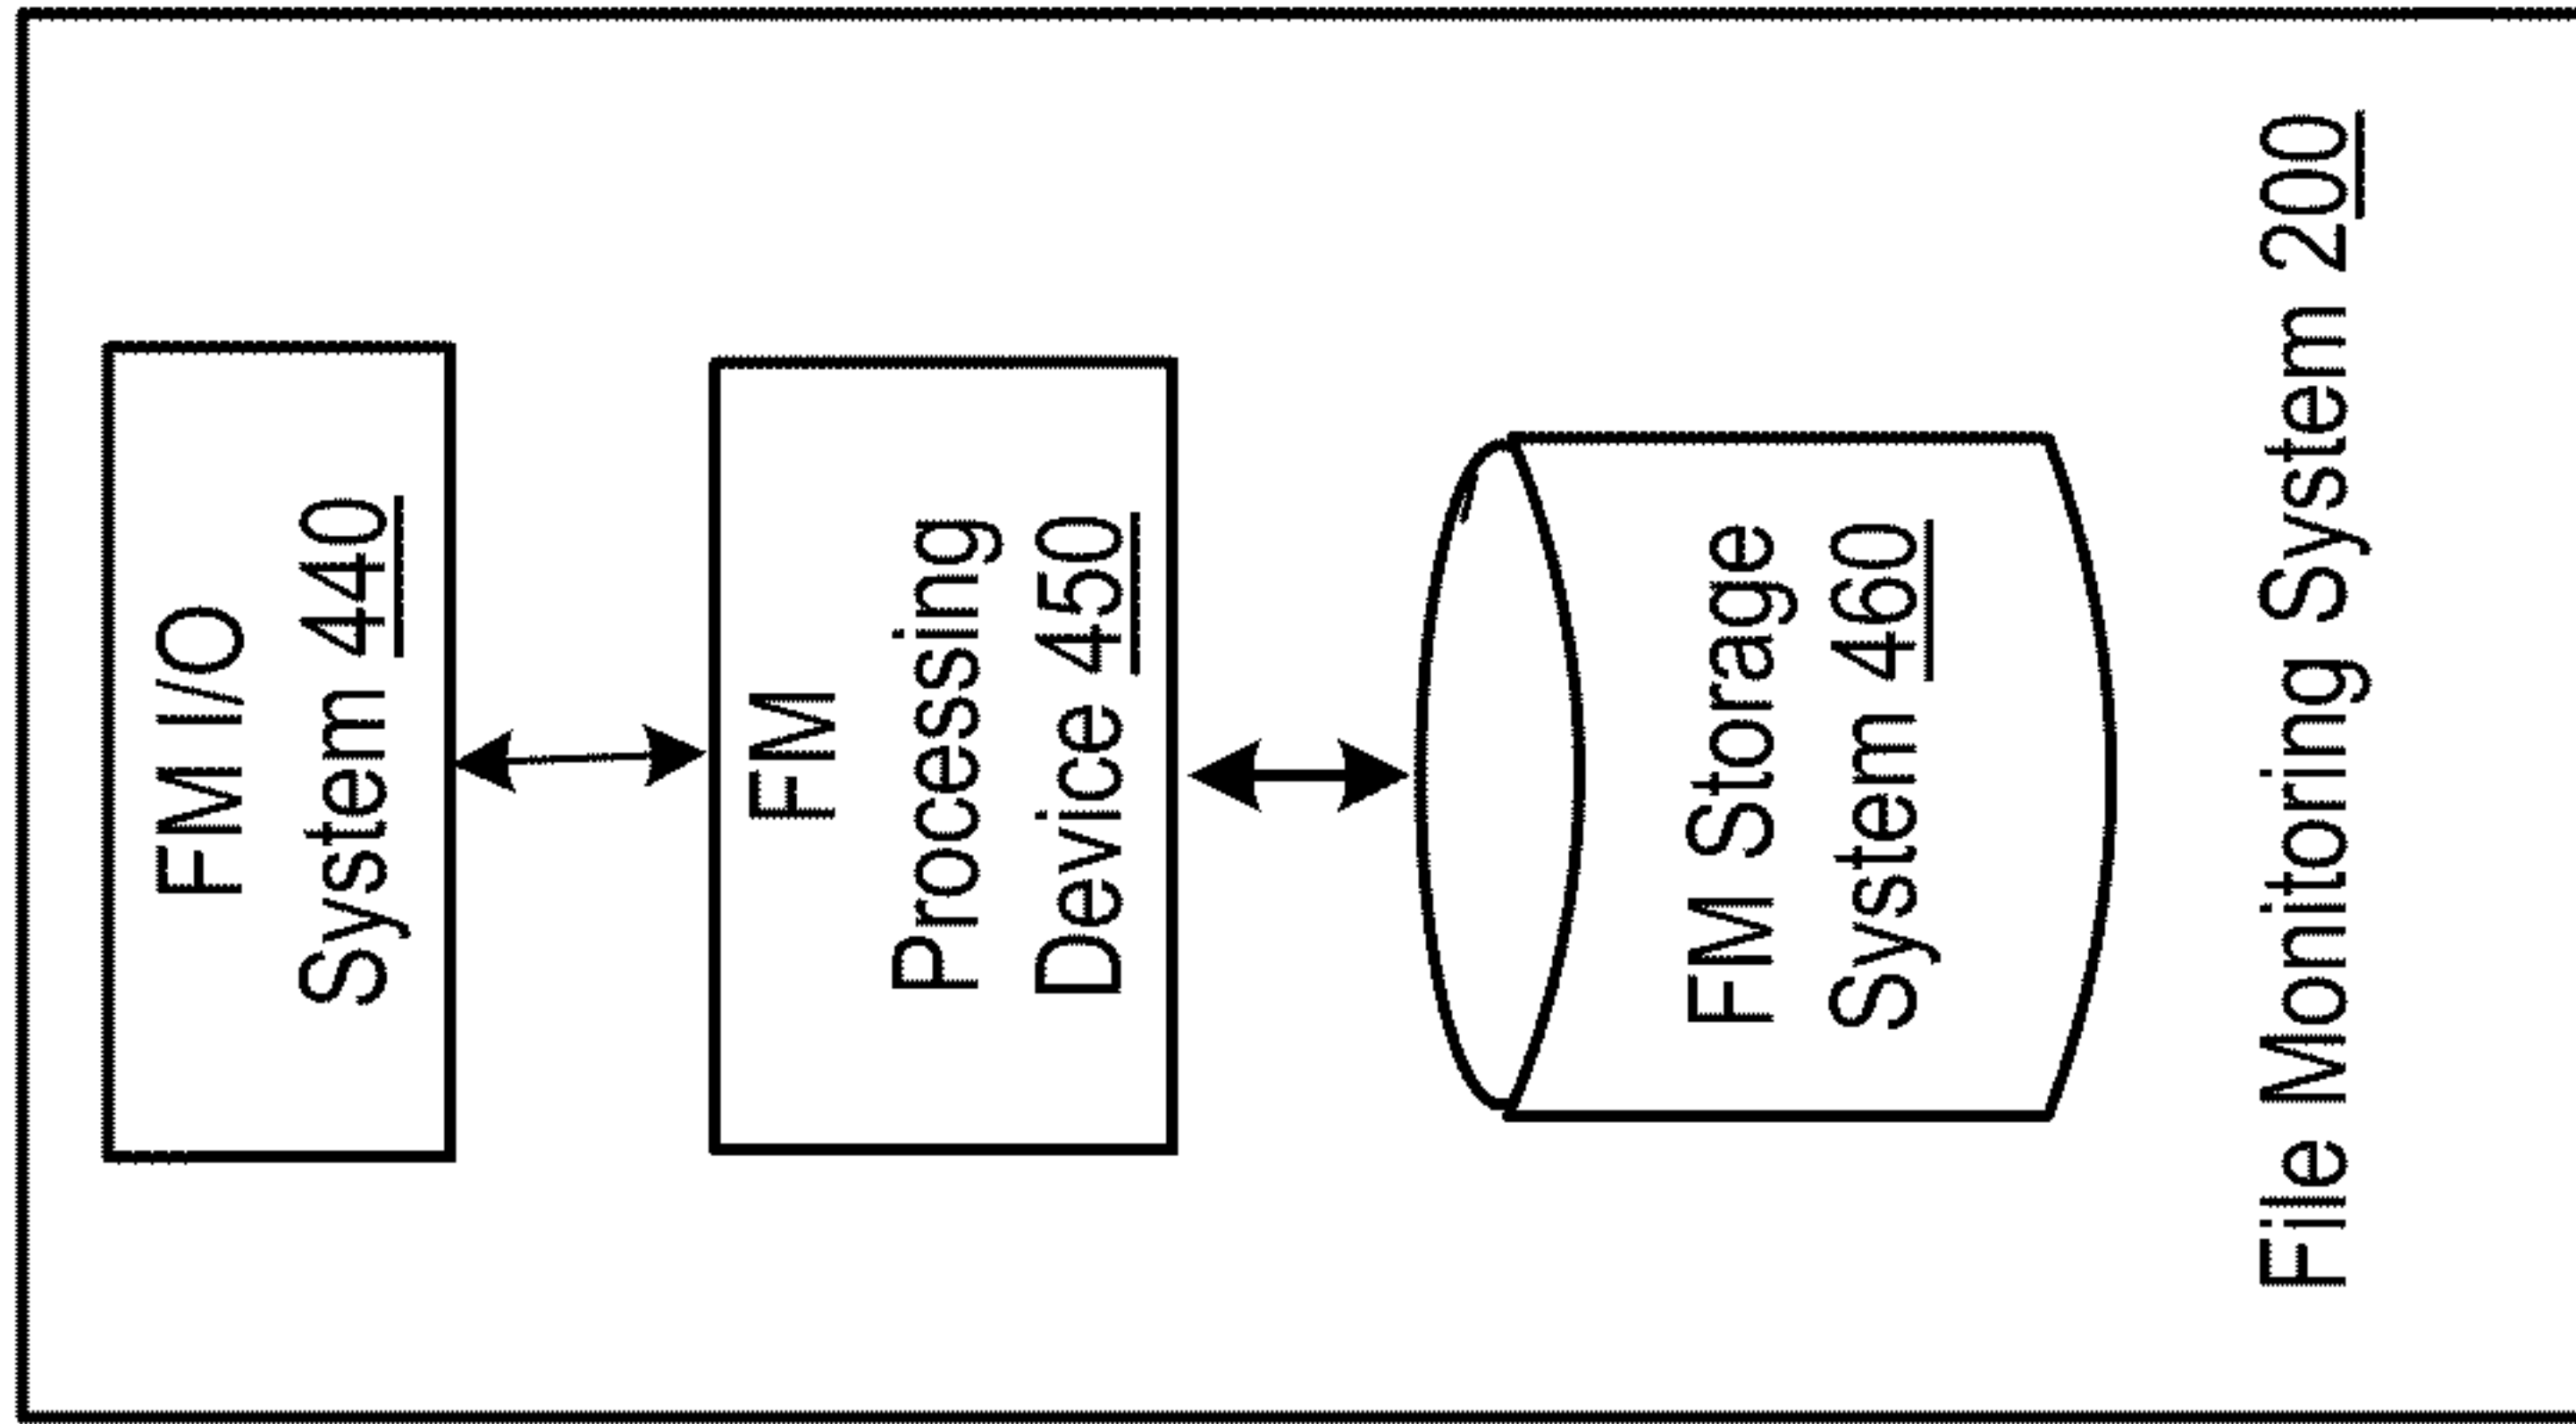 FM I/O
System 440
FM
Processing
Device 450
FM Storage
System 460
File Monitoring System 200